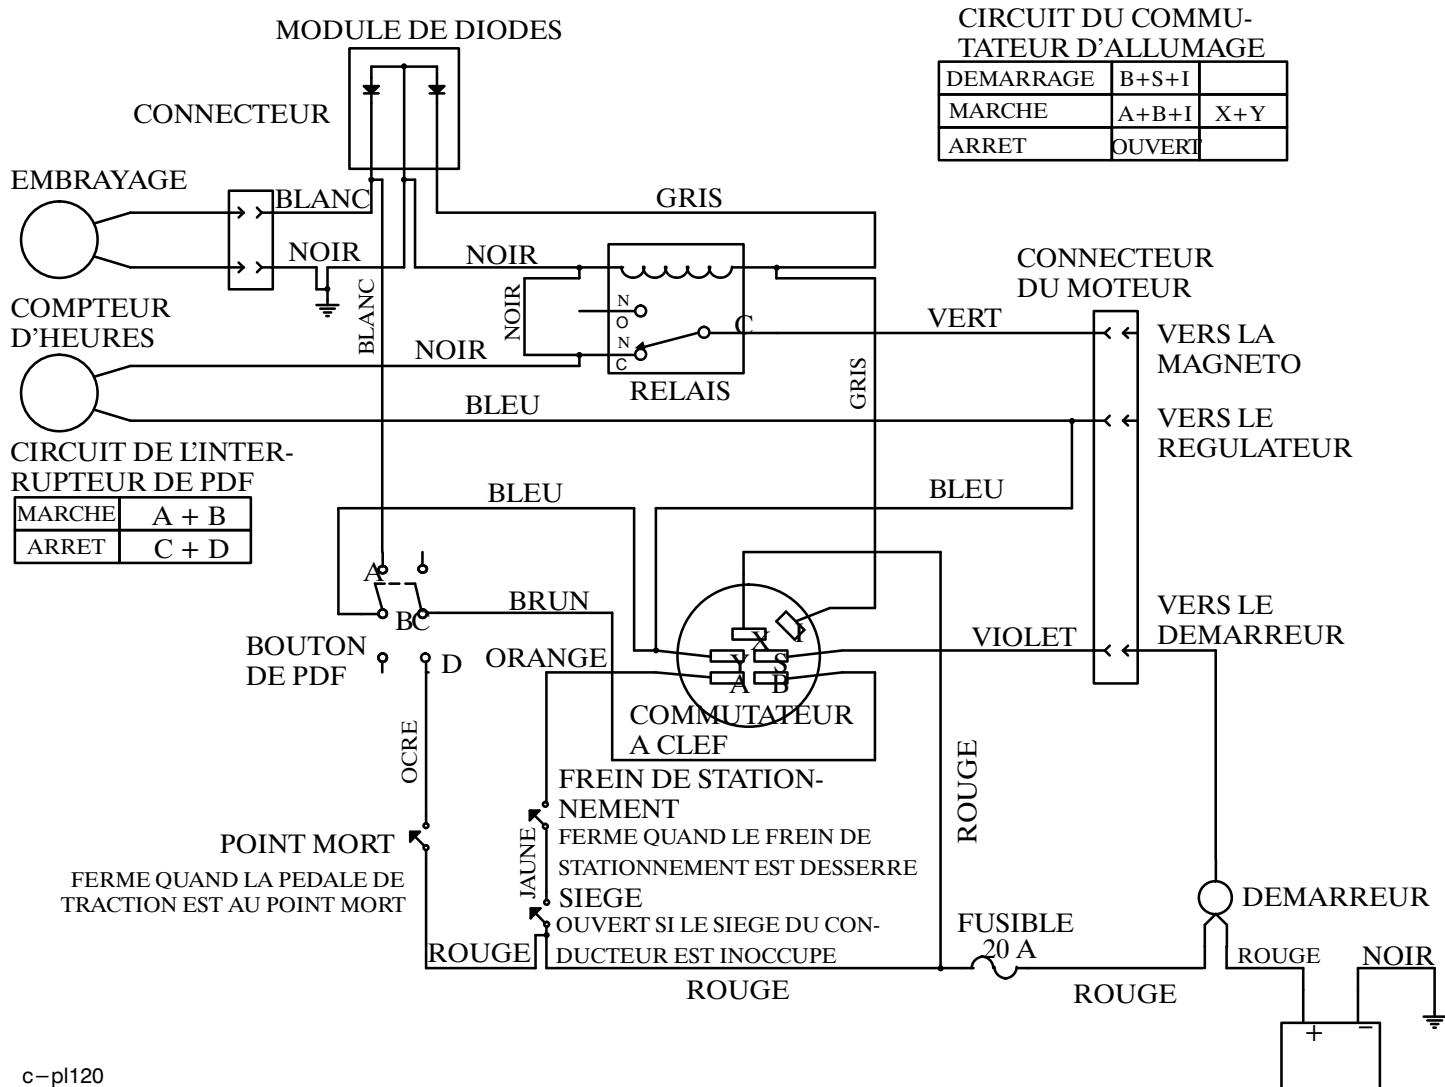 MODULE DE DIODES
CIRCUIT DU COMMU-
TATEUR D'ALLUMAGE
DEMARRAGE B+S+I
MARCHE A+B+I X+Y
ARRET OUVERT
CONNECTEUR
EMBRAYAGE
BLANC
GRIS
NOIR
NOIR
BLANC
NOIR
COMPTEUR
D'HEURES
NOIR
N
O
N
C
C
RELAIS
VERT
GRIS
CONNECTEUR
DU MOTEUR
VERS LA
MAGNETO
BLEU
VERS LE
REGULATEUR
CIRCUIT DE L'INTER-
RUPTEUR DE PDF
MARCHE A + B
ARRET C + D
BLEU
BLEU
A
B
C
D
BOUTON
DE PDF
BRUN
ORANGE
X
I
Y
S
A
B
COMMUTATEUR
A CLEF
VIOLET
VERS LE
DEMARREUR
OCRE
ROUGE
FREIN DE STATION-
NEMENT
FERME QUAND LE FREIN DE
STATIONNEMENT EST DESSERRE
POINT MORT
FERME QUAND LA PEDALE DE
TRACTION EST AU POINT MORT
JAUNE
SIEGE
OUVERT SI LE SIEGE DU CON-
DUCTEUR EST INOCCUPE
ROUGE
ROUGE
FUSIBLE
20 A
DEMARREUR
ROUGE
ROUGE
NOIR
+
−
c−pl120